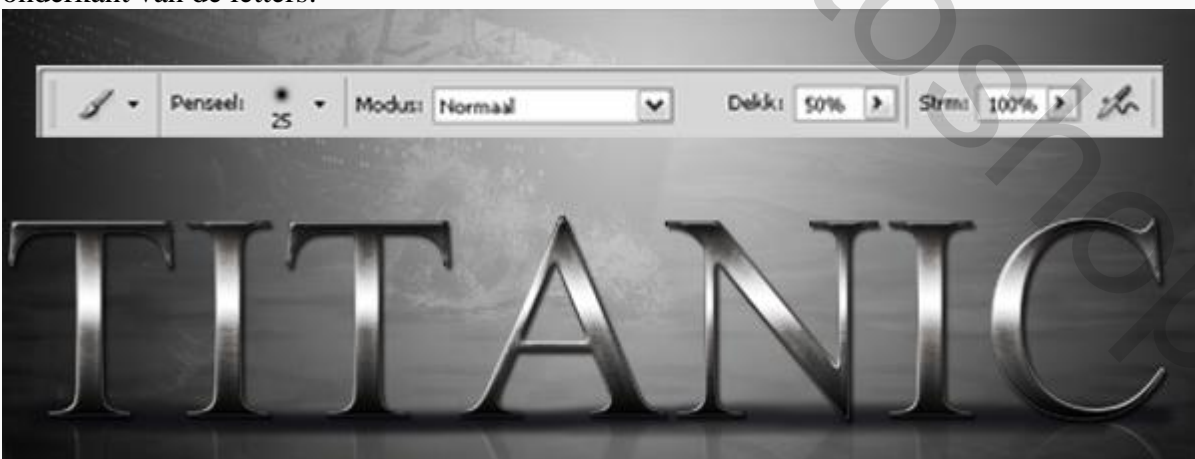 onderkant van de letters.
Penseel: 25 Modus: Normaal Dekk.: 50% Strm: 100%
TITANIC